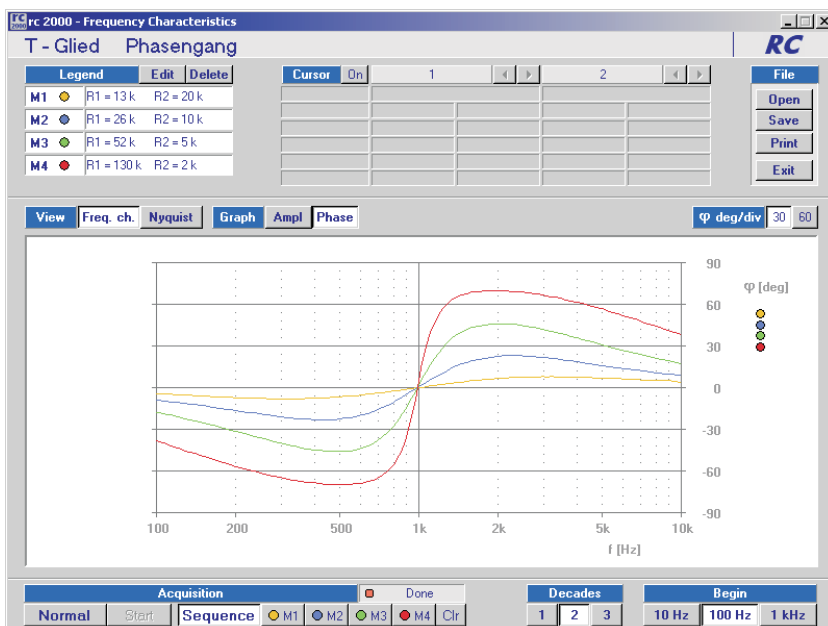 rc 2000 rc 2000 - Frequency Characteristics
T - Glied Phasengang RC
Legend Edit Delete Cursor On 1 2 File
M1 R1 = 13 k R2 = 20 k
M2 R1 = 26 k R2 = 10 k
M3 R1 = 52 k R2 = 5 k
M4 R1 = 130 k R2 = 2 k
Open
Save
Print
Exit
View Freq. ch. Nyquist Graph Ampl Phase φ deg/div 30 60
90
φ [deg]
60
30
0
-30
-60
-90
100 200 500 1k 2k 5k 10k
f [Hz]
Acquisition Done Decades Begin
Normal Start Sequence M1 M2 M3 M4 Clr 1 2 3 10 Hz 100 Hz 1 kHz